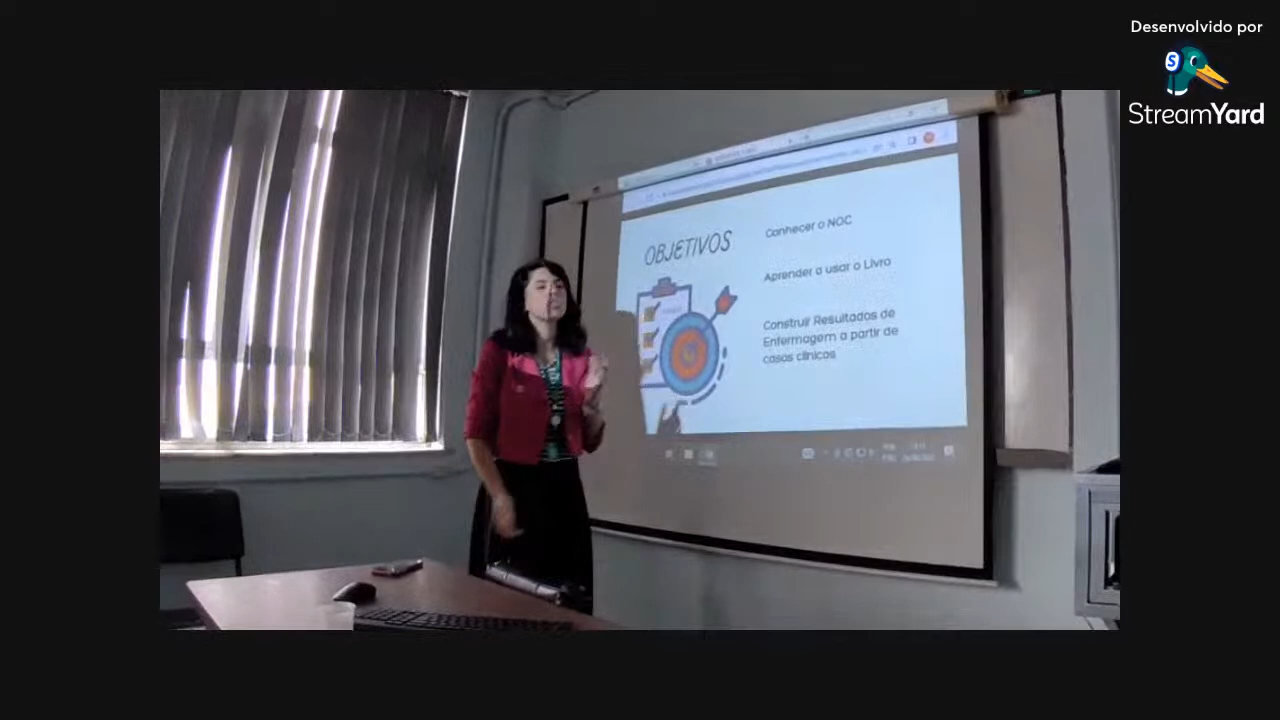 Desenvolvido por
StreamYard
OBJETIVOS
Conhecer o NOC
Aprender a usar o Livro
Construir Resultados de
Enfermagem a partir de
casos clínicos